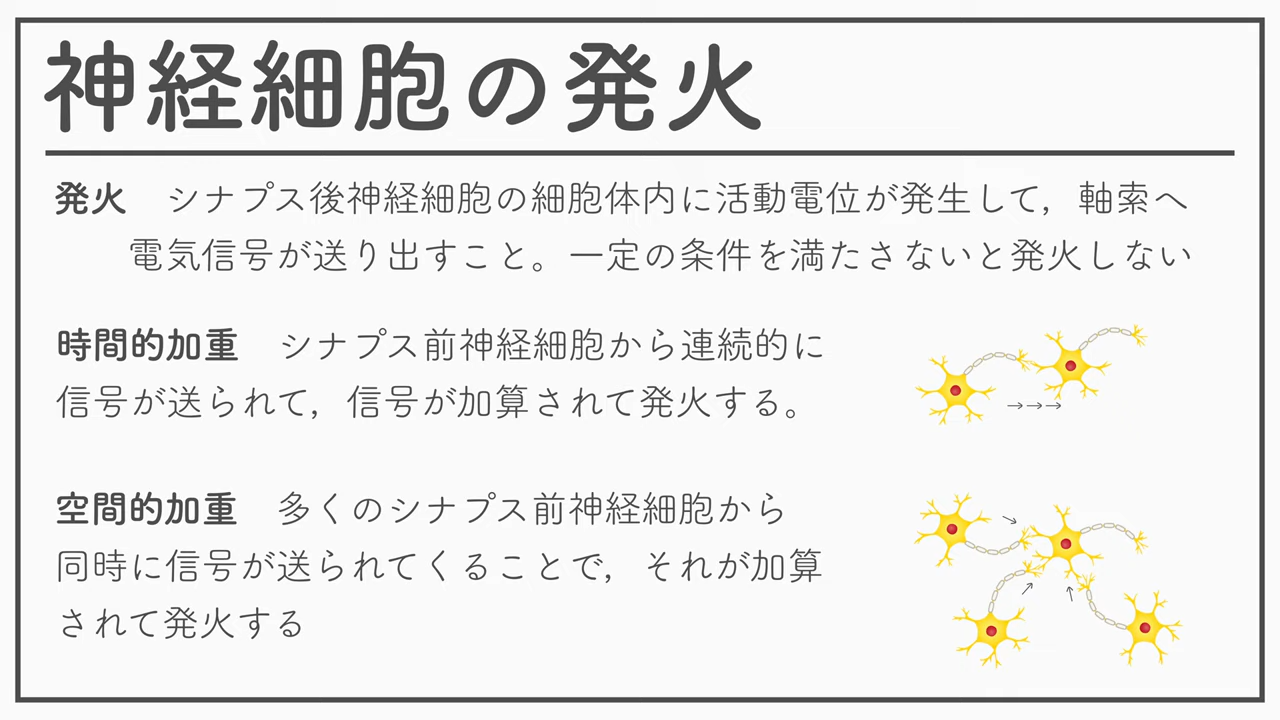 神経細胞の発火
発火　シナプス後神経細胞の細胞体内に活動電位が発生して，軸索へ
電気信号が送り出すこと。一定の条件を満たさないと発火しない
時間的加重　シナプス前神経細胞から連続的に
信号が送られて，信号が加算されて発火する。
→→→
空間的加重　多くのシナプス前神経細胞から
同時に信号が送られてくることで，それが加算
されて発火する